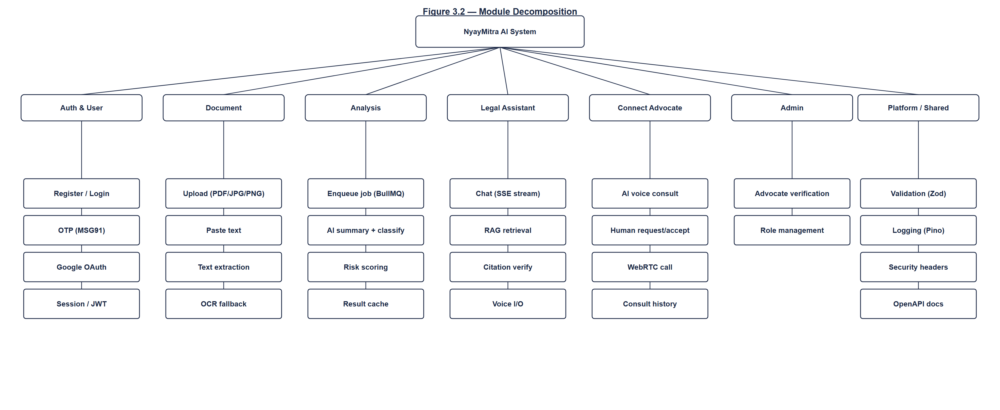 Figure 3.2 — Module Decomposition
NyayMitra AI System
Auth & User
Document
Analysis
Legal Assistant
Connect Advocate
Admin
Platform / Shared
Register / Login
Upload (PDF/JPG/PNG)
Enqueue job (BullMQ)
Chat (SSE stream)
AI voice consult
Advocate verification
Validation (Zod)
OTP (MSG91)
Paste text
AI summary + classify
RAG retrieval
Human request/accept
Role management
Logging (Pino)
Google OAuth
Text extraction
Risk scoring
Citation verify
WebRTC call
Security headers
Session / JWT
OCR fallback
Result cache
Voice I/O
Consult history
OpenAPI docs